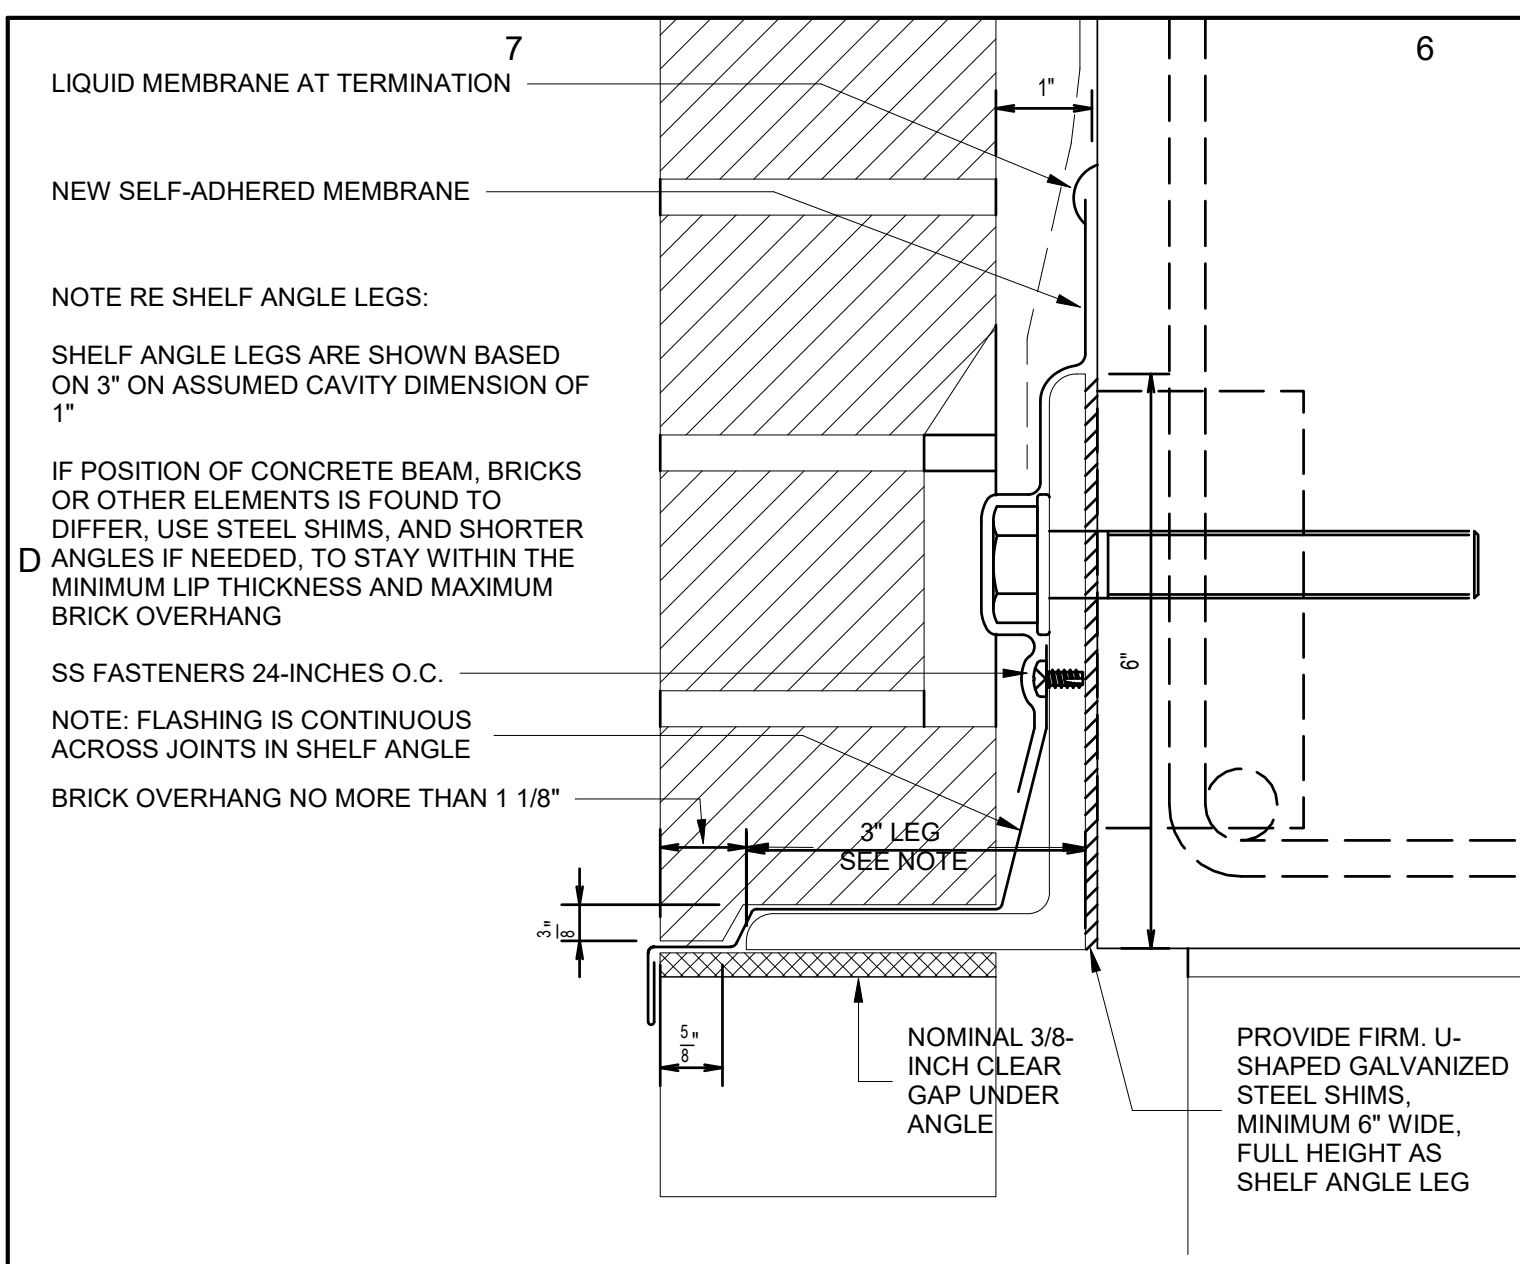 7
6
LIQUID MEMBRANE AT TERMINATION
1"
NEW SELF-ADHERED MEMBRANE
NOTE RE SHELF ANGLE LEGS:
SHELF ANGLE LEGS ARE SHOWN BASED
ON 3" ON ASSUMED CAVITY DIMENSION OF
1"
IF POSITION OF CONCRETE BEAM, BRICKS
OR OTHER ELEMENTS IS FOUND TO
DIFFER, USE STEEL SHIMS, AND SHORTER
D
ANGLES IF NEEDED, TO STAY WITHIN THE
MINIMUM LIP THICKNESS AND MAXIMUM
BRICK OVERHANG
SS FASTENERS 24-INCHES O.C.
6"
NOTE: FLASHING IS CONTINUOUS
ACROSS JOINTS IN SHELF ANGLE
BRICK OVERHANG NO MORE THAN 1 1/8"
3" LEG
SEE NOTE
3/8"
5/8"
NOMINAL 3/8-
INCH CLEAR
GAP UNDER
ANGLE
PROVIDE FIRM. U-
SHAPED GALVANIZED
STEEL SHIMS,
MINIMUM 6" WIDE,
FULL HEIGHT AS
SHELF ANGLE LEG